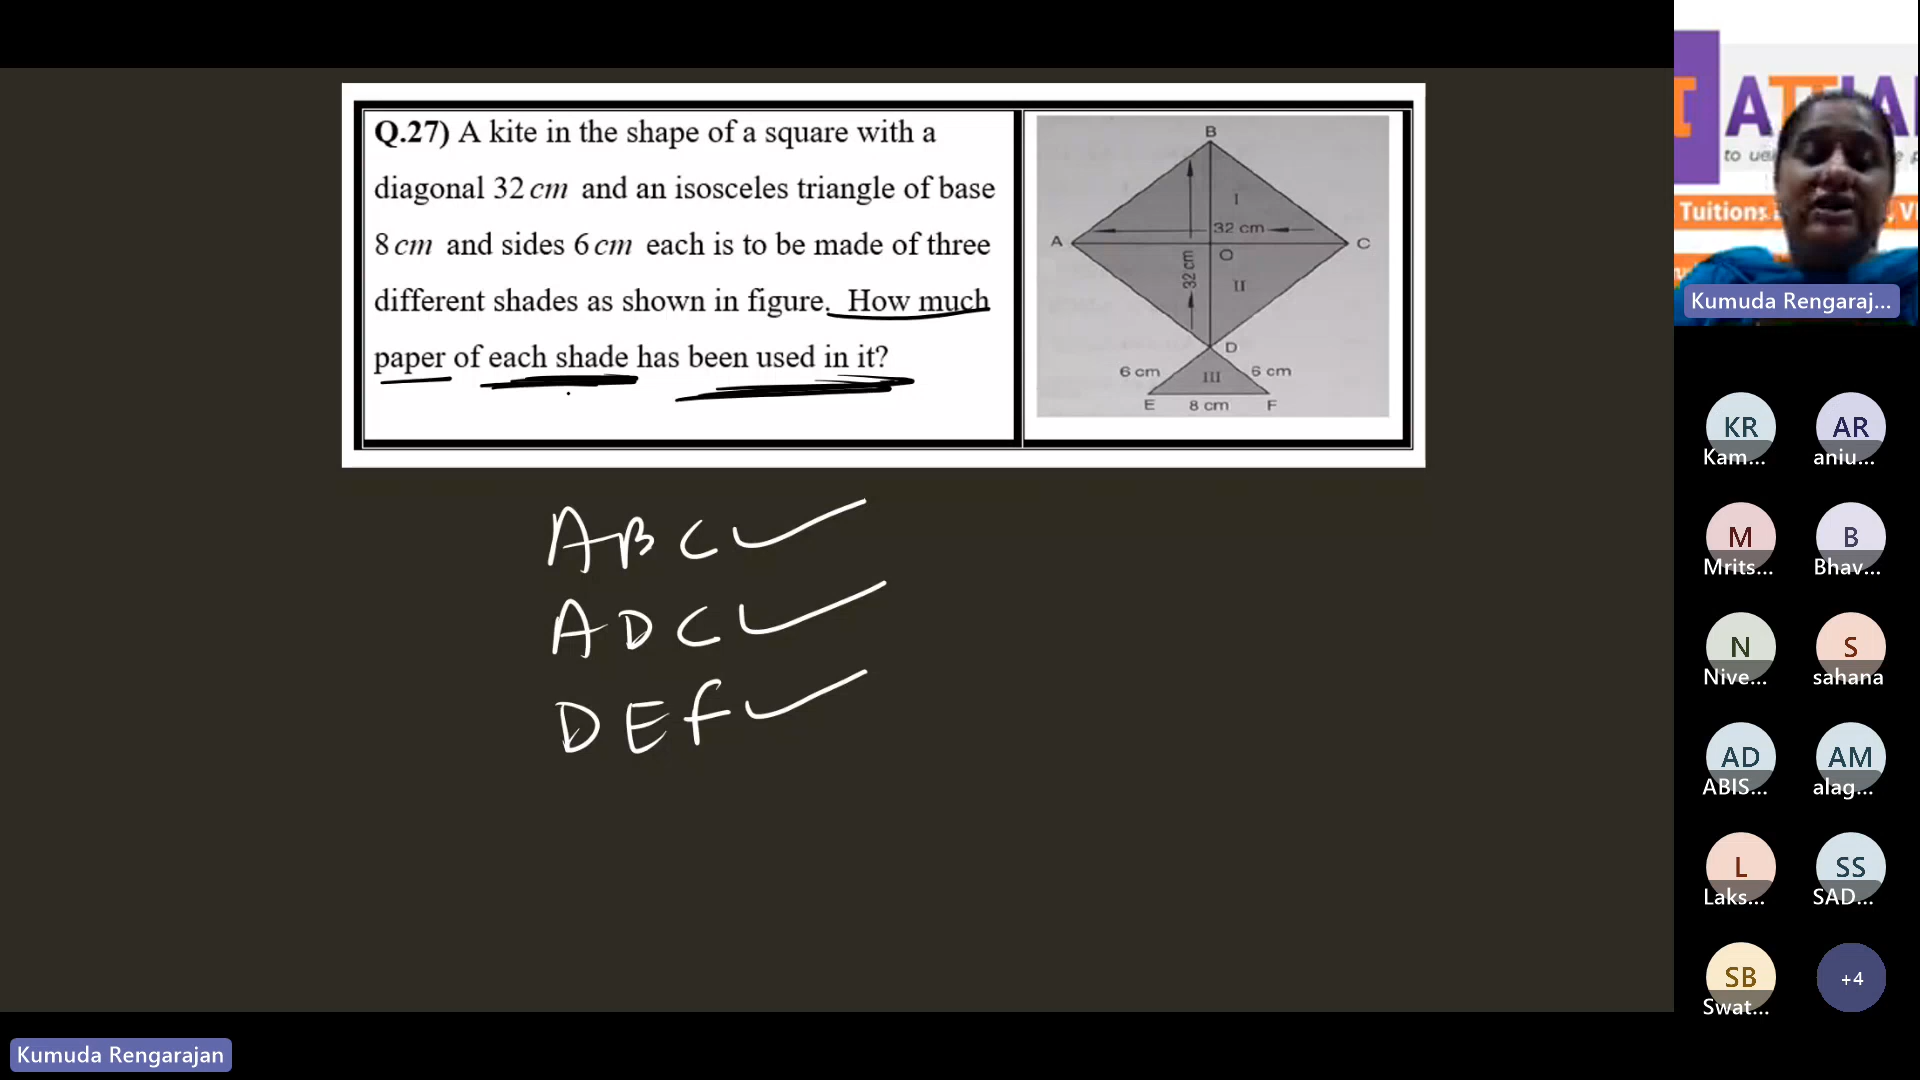 Q.27) A kite in the shape of a square with a
diagonal 32 cm and an isosceles triangle of base
8 cm and sides 6 cm each is to be made of three
different shades as shown in figure. How much
paper of each shade has been used in it?
B
I
32 cm
A
C
O
32 cm
II
D
6 cm
III
6 cm
E
8 cm
F
ABC
ADC
DEF
Tuitions
Kumuda Rengaraj...
KR
Kam...
AR
aniu...
M
Mrits...
B
Bhav...
N
Nive...
S
sahana
AD
ABIS...
AM
alag...
L
Laks...
SS
SAD...
SB
Swat...
+4
Kumuda Rengarajan